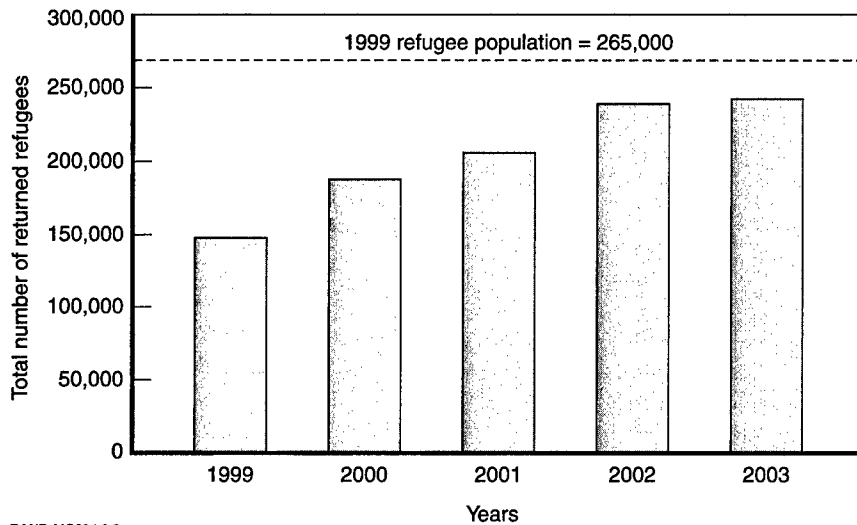 300,000
1999 refugee population = 265,000
250,000
200,000
150,000
100,000
50,000
0
Total number of returned refugees
1999 2000 2001 2002 2003
Years